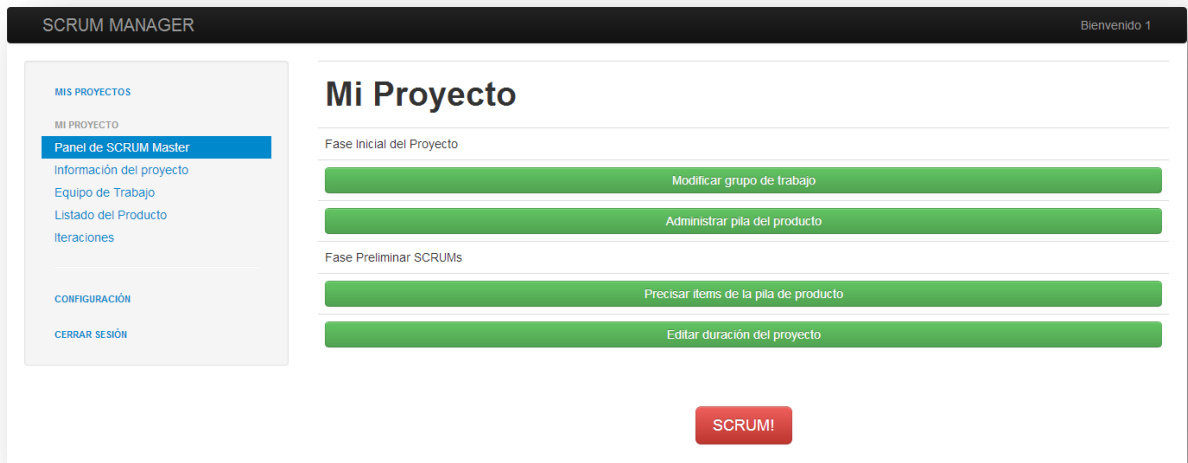 SCRUM MANAGER
Bienvenido 1
MIS PROYECTOS
MI PROYECTO
Panel de SCRUM Master
Información del proyecto
Equipo de Trabajo
Listado del Producto
Iteraciones
CONFIGURACIÓN
CERRAR SESIÓN
Mi Proyecto
Fase Inicial del Proyecto
Modificar grupo de trabajo
Administrar pila del producto
Fase Preliminar SCRUMs
Precisar items de la pila de producto
Editar duración del proyecto
SCRUM!